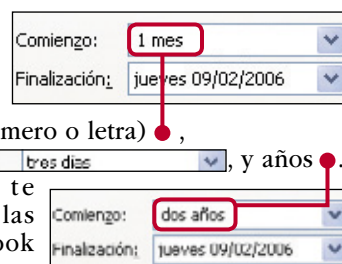 Comienzo: 1 mes
Finalización: jueves 09/02/2006
mero o letra) ,
tres dias , y años .
te
las Comienzo: dos años
ook Finalización: jueves 09/02/2006